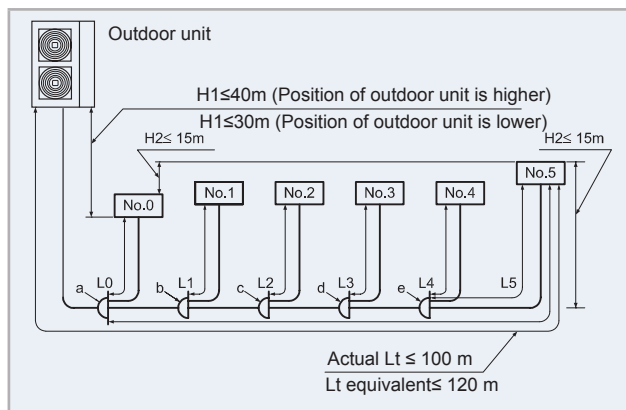 Outdoor unit
H1≤40m (Position of outdoor unit is higher)
H1≤30m (Position of outdoor unit is lower)
H2≤ 15m
H2≤ 15m
No.0
No.1
No.2
No.3
No.4
No.5
a
L0
b
L1
c
L2
d
L3
e
L4
L5
Actual Lt ≤ 100 m
Lt equivalent≤ 120 m